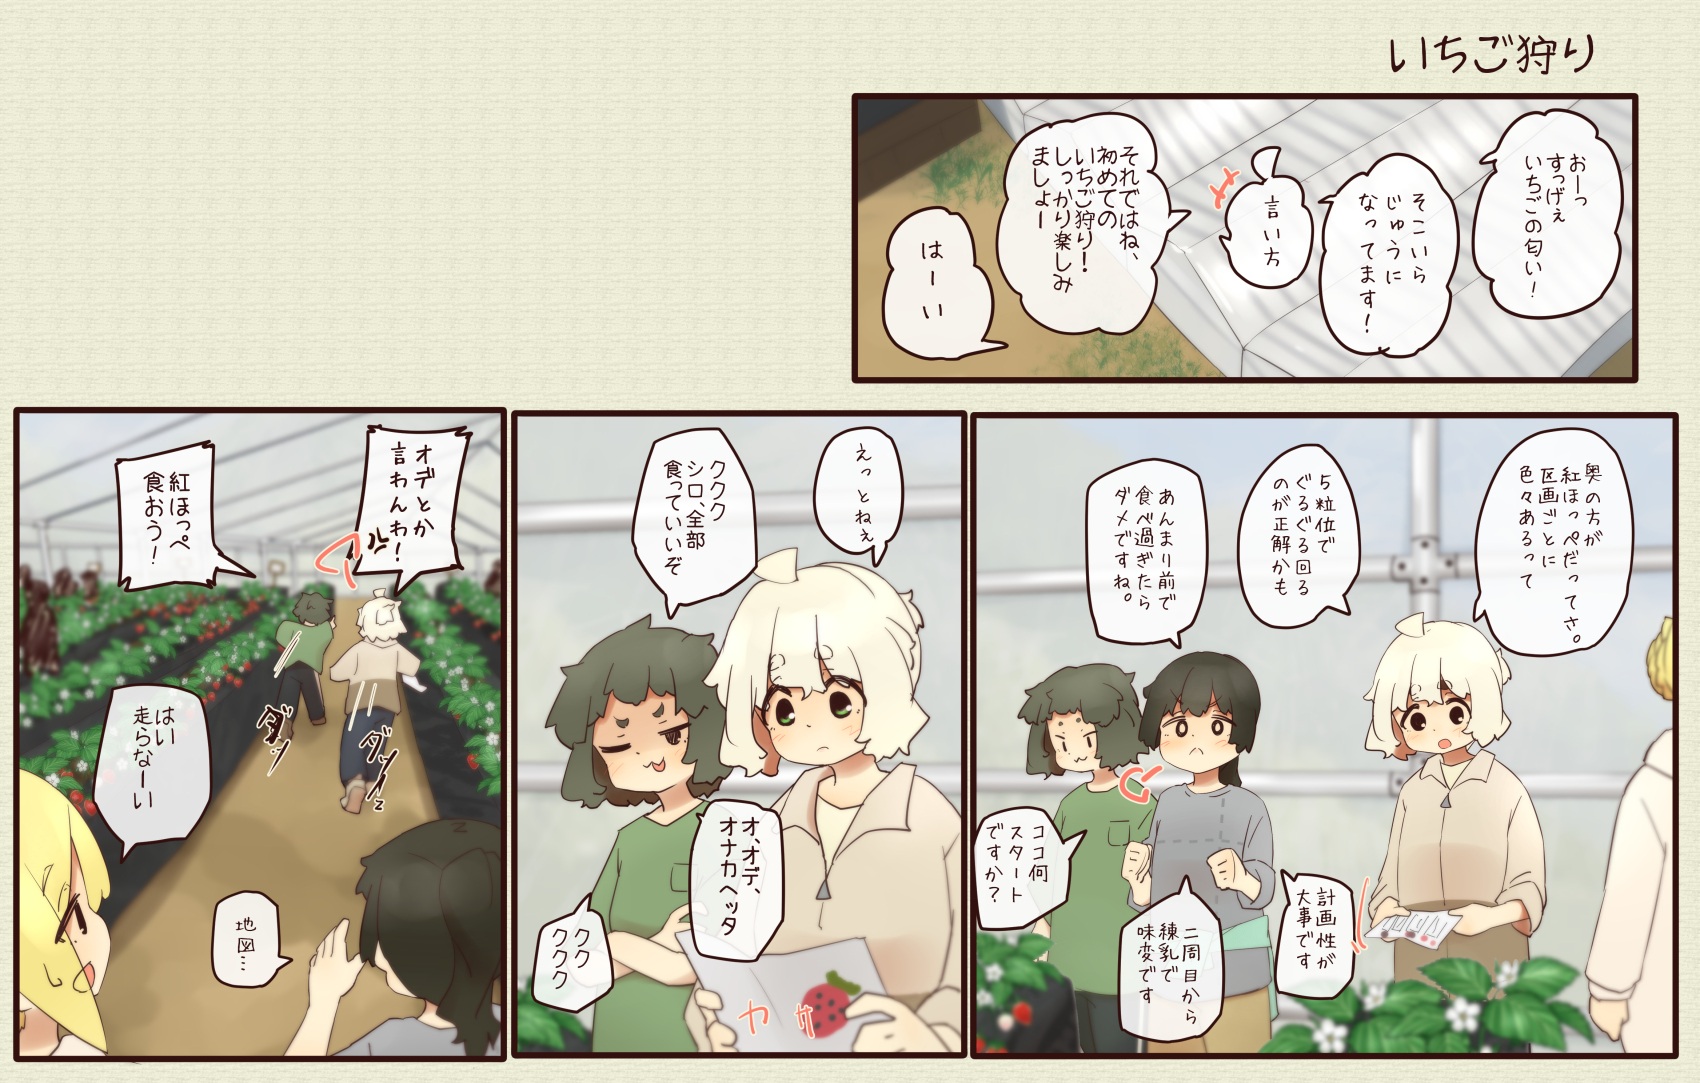 いちご狩り
おーっ
すっげぇ
いちごの匂い！
そこいら
じゅうに
なってます！
言い方
それではね、
初めての
いちご狩り！
しっかり楽しみ
ましょー
はーい
奥の方が
紅ほっぺだってさ。
区画ごとに
色々あるって
5粒位で
ぐるぐる回る
のが正解かも
あんまり前で
食べ過ぎたら
ダメですね。
計画性が
大事です
二周目から
練乳で
味変です
ココ何
スタート
ですか？
えっとねぇ
ククク
シロ、全部
食っていいぞ
オ、オデ、
オナカヘッタ
カサ
クク
ククク
オデとか
言わんわ！
紅ほっぺ
食おう！
ダッ
ダッ
はい
走らなーい
地図…